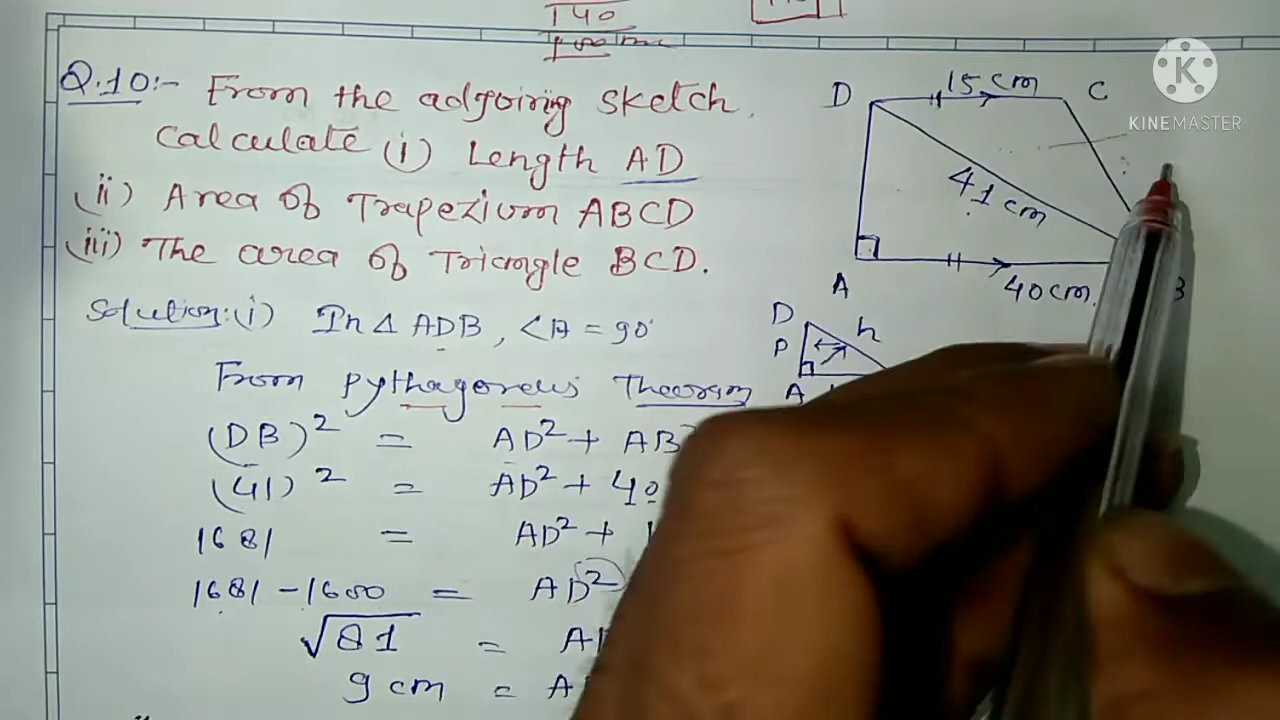 140
Q.10:- From the adjoining sketch.
Calculate (i) Length AD
(ii) Area of Trapezium ABCD
(iii) The area of Triangle BCD.
Solution:(i) In Δ ADB, <A = 90°
From pythagoreus Theoram
(DB)² = AD² + AB²
(41)² = AD² + 40
1681 = AD² + 1
1681 - 1600 = AD²
√81 = A
9 cm = A
D 15 cm C
41 cm
A 40 cm. B
D h
P
A
KINEMASTER